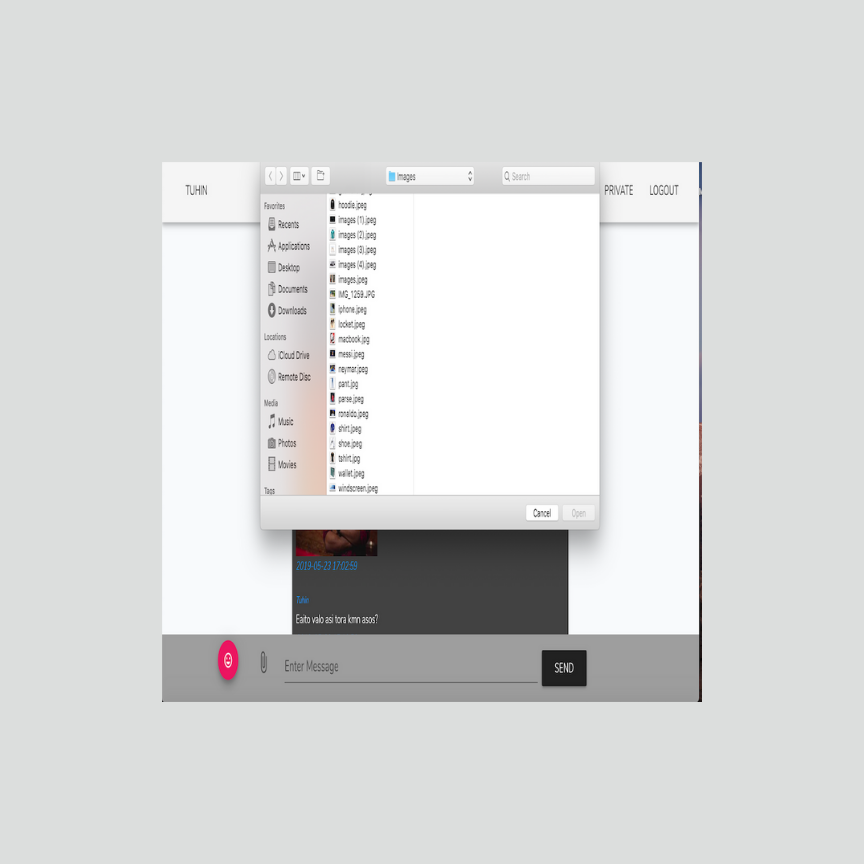 TUHIN
Images
Search
PRIVATE
LOGOUT
Favorites
Recents
Applications
Desktop
Documents
Downloads
Locations
iCloud Drive
Remote Disc
Media
Music
Photos
Movies
Tags
hoodie.jpeg
images (1).jpeg
images (2).jpeg
images (3).jpeg
images (4).jpeg
images.jpeg
IMG_1259.JPG
iphone.jpeg
locket.jpeg
macbook.jpg
messi.jpeg
neymar.jpeg
pant.jpg
parse.jpeg
ronaldo.jpeg
shirt.jpeg
shoe.jpeg
tshirt.jpg
wallet.jpeg
windscreen.jpeg
Cancel
Open
2019-05-23 17:02:59
Tuhin
Eaito valo asi tora kmn asos?
Enter Message
SEND